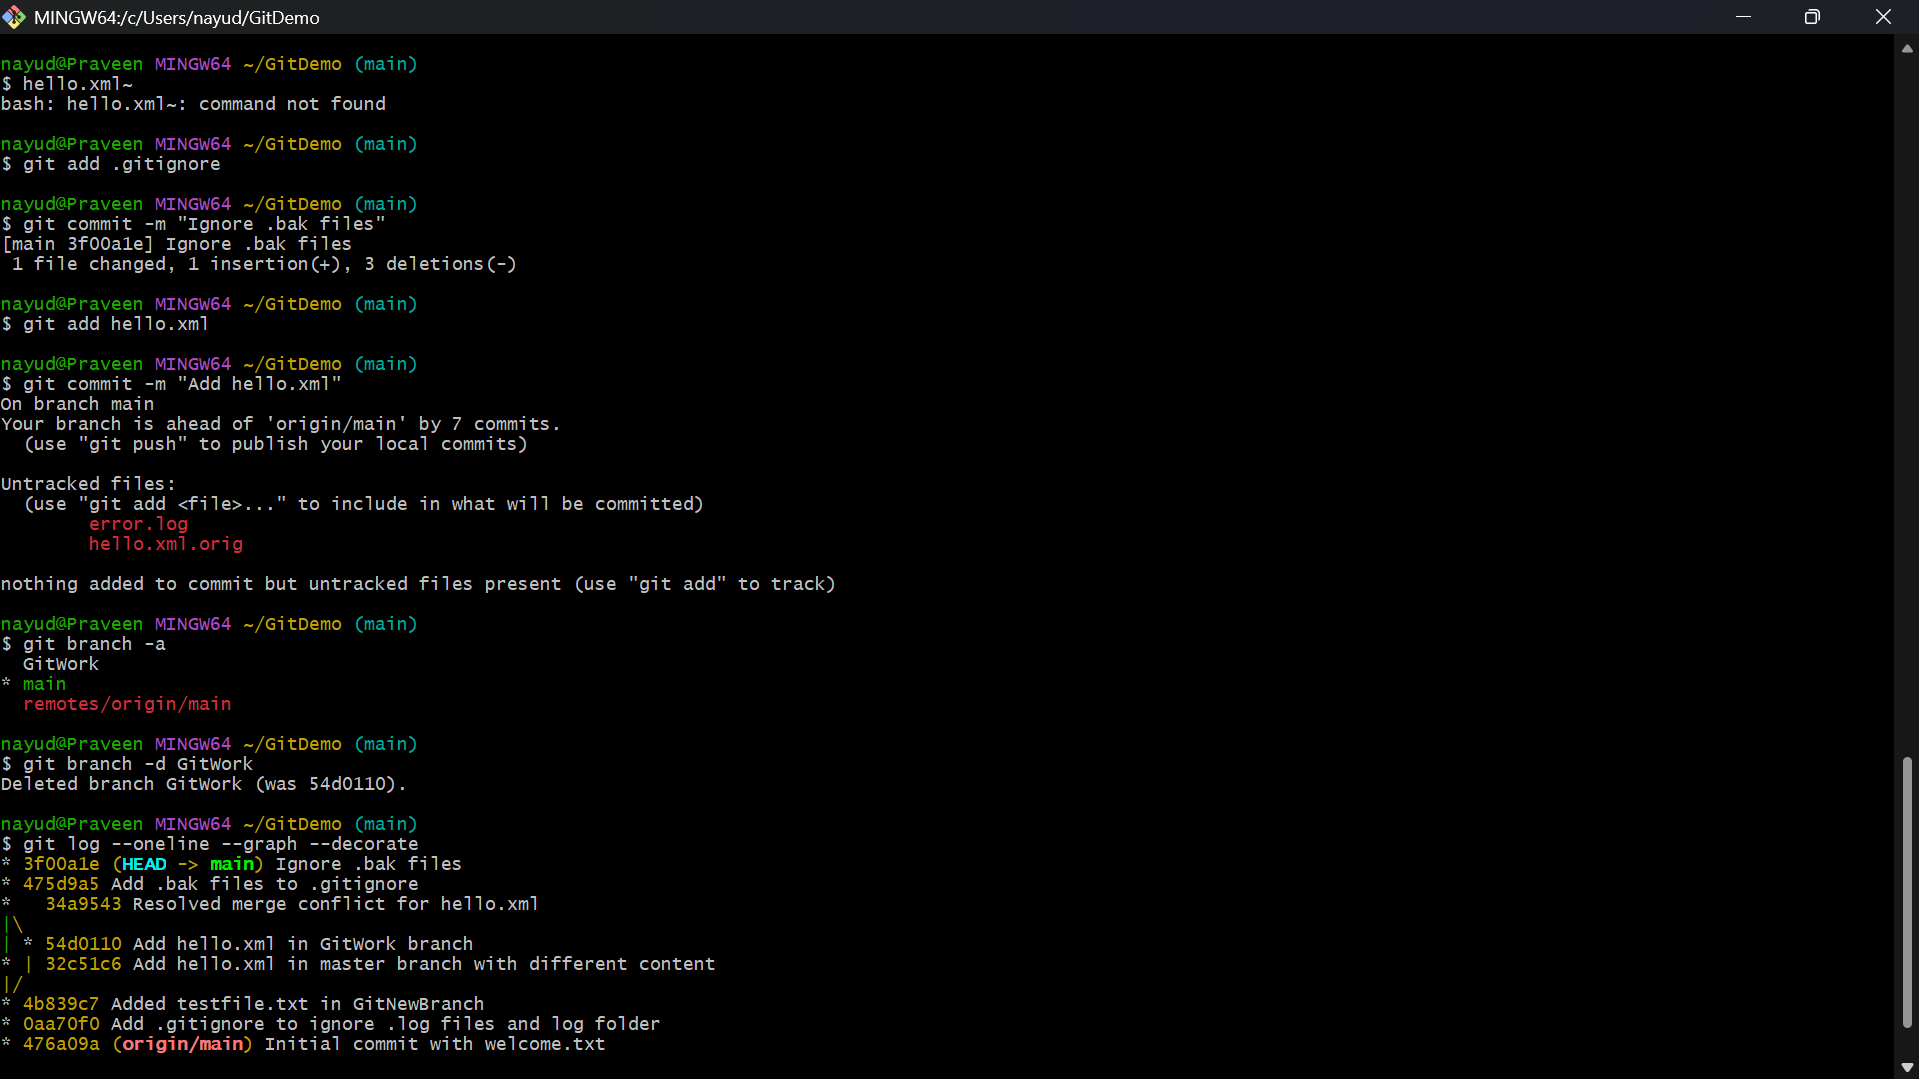 MINGW64:/c/Users/nayud/GitDemo
nayud@Praveen MINGW64 ~/GitDemo (main)
$ hello.xml~
bash: hello.xml~: command not found
nayud@Praveen MINGW64 ~/GitDemo (main)
$ git add .gitignore
nayud@Praveen MINGW64 ~/GitDemo (main)
$ git commit -m "Ignore .bak files"
[main 3f00a1e] Ignore .bak files
 1 file changed, 1 insertion(+), 3 deletions(-)
nayud@Praveen MINGW64 ~/GitDemo (main)
$ git add hello.xml
nayud@Praveen MINGW64 ~/GitDemo (main)
$ git commit -m "Add hello.xml"
On branch main
Your branch is ahead of 'origin/main' by 7 commits.
  (use "git push" to publish your local commits)
Untracked files:
  (use "git add <file>..." to include in what will be committed)
        error.log
        hello.xml.orig
nothing added to commit but untracked files present (use "git add" to track)
nayud@Praveen MINGW64 ~/GitDemo (main)
$ git branch -a
  GitWork
* main
  remotes/origin/main
nayud@Praveen MINGW64 ~/GitDemo (main)
$ git branch -d GitWork
Deleted branch GitWork (was 54d0110).
nayud@Praveen MINGW64 ~/GitDemo (main)
$ git log --oneline --graph --decorate
* 3f00a1e (HEAD -> main) Ignore .bak files
* 475d9a5 Add .bak files to .gitignore
*   34a9543 Resolved merge conflict for hello.xml
|\
| * 54d0110 Add hello.xml in GitWork branch
* | 32c51c6 Add hello.xml in master branch with different content
|/
* 4b839c7 Added testfile.txt in GitNewBranch
* 0aa70f0 Add .gitignore to ignore .log files and log folder
* 476a09a (origin/main) Initial commit with welcome.txt